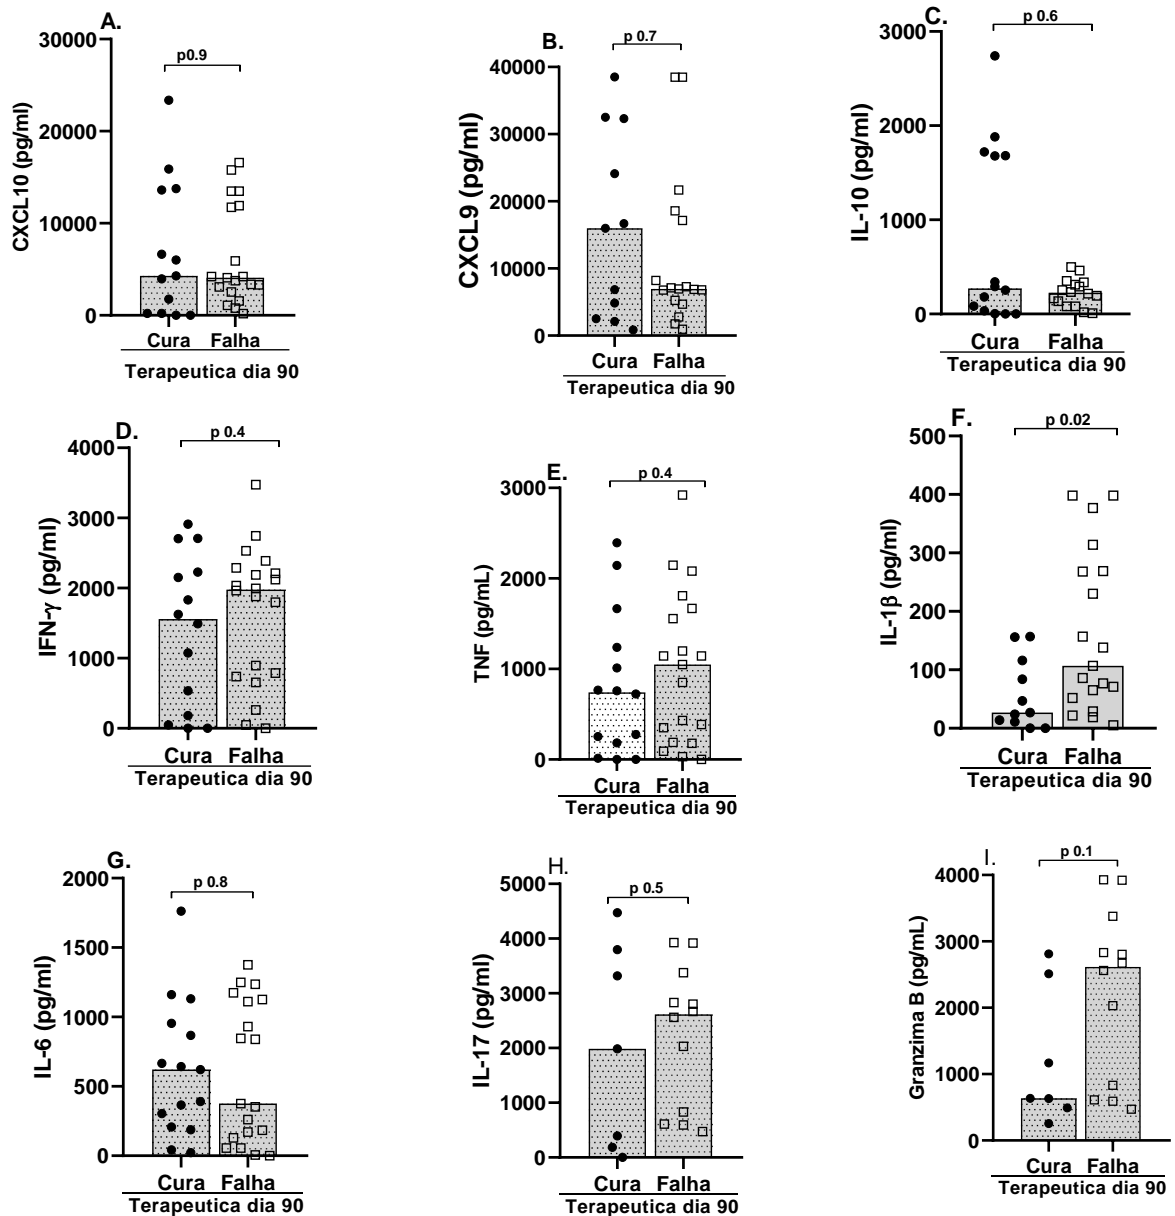 A.
p0.9
CXCL10 (pg/ml)
30000
20000
10000
0
Cura Falha
Terapeutica dia 90
B.
p 0.7
CXCL9 (pg/ml)
40000
30000
20000
10000
0
Cura Falha
Terapeutica dia 90
C.
p 0.6
IL-10 (pg/ml)
3000
2000
1000
0
Cura Falha
Terapeutica dia 90
D.
p 0.4
IFN-γ (pg/ml)
4000
3000
2000
1000
0
Cura Falha
Terapeutica dia 90
E.
p 0.4
TNF (pg/mL)
3000
2000
1000
0
Cura Falha
Terapeutica dia 90
F.
p 0.02
IL-1β (pg/ml)
500
400
300
200
100
0
Cura Falha
Terapeutica dia 90
G.
p 0.8
IL-6 (pg/ml)
2000
1500
1000
500
0
Cura Falha
Terapeutica dia 90
H.
p 0.5
IL-17 (pg/ml)
5000
4000
3000
2000
1000
0
Cura Falha
Terapeutica dia 90
I.
p 0.1
Granzima B (pg/mL)
4000
3000
2000
1000
0
Cura Falha
Terapeutica dia 90